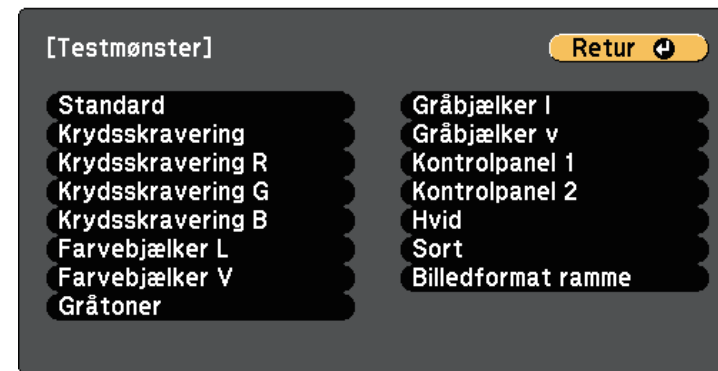 [Testmønster]
Retur
Standard
Krydsskravering
Krydsskravering R
Krydsskravering G
Krydsskravering B
Farvebjælker L
Farvebjælker V
Gråtoner
Gråbjælker l
Gråbjælker v
Kontrolpanel 1
Kontrolpanel 2
Hvid
Sort
Billedformat ramme